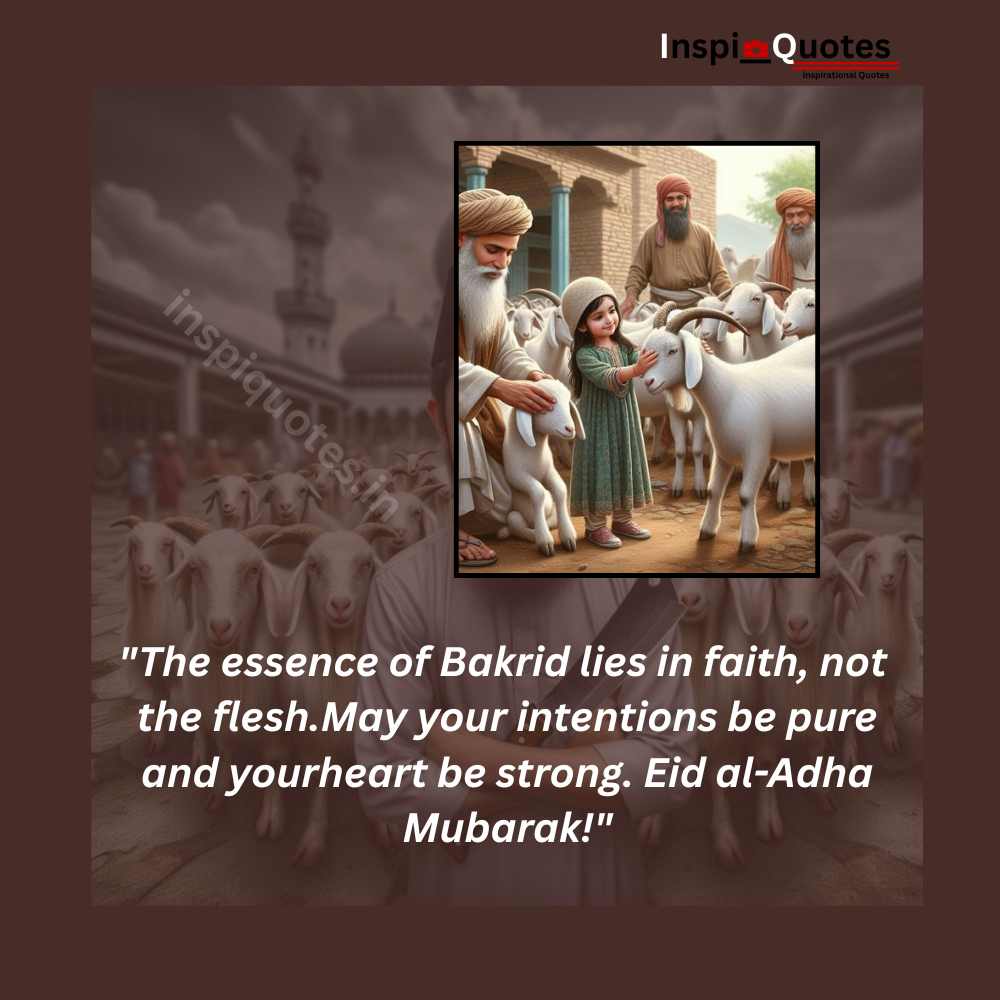 InspiQuotes
Inspirational Quotes
inspiquotes.in
"The essence of Bakrid lies in faith, not
the flesh.May your intentions be pure
and yourheart be strong. Eid al-Adha
Mubarak!"